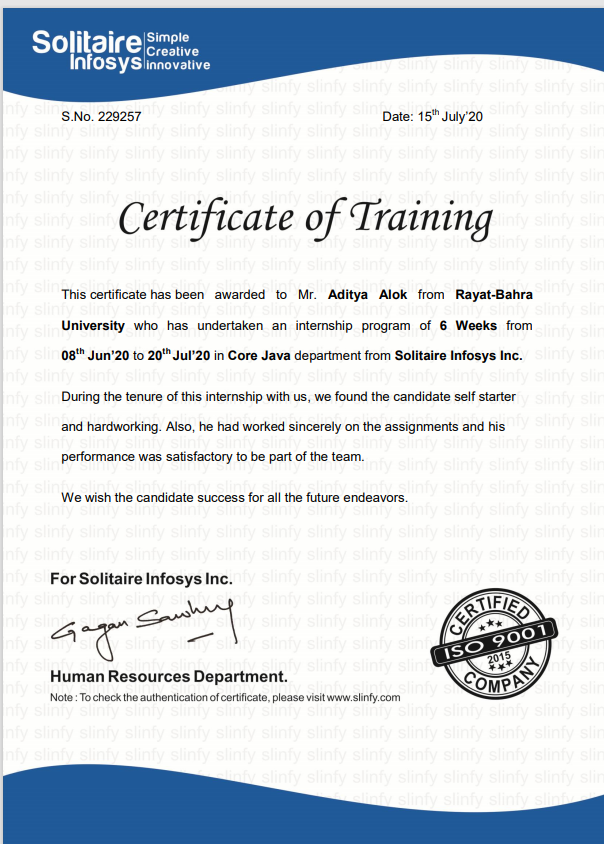 Solitaire Infosys
Simple
Creative
innovative
S.No. 229257
Date: 15th July'20
Certificate of Training
This certificate has been awarded to Mr. Aditya Alok from Rayat-Bahra
University who has undertaken an internship program of 6 Weeks from
08th Jun'20 to 20th Jul'20 in Core Java department from Solitaire Infosys Inc.
During the tenure of this internship with us, we found the candidate self starter
and hardworking. Also, he had worked sincerely on the assignments and his
performance was satisfactory to be part of the team.
We wish the candidate success for all the future endeavors.
For Solitaire Infosys Inc.
Gagan Sawhney
Human Resources Department.
Note : To check the authentication of certificate, please visit www.slinfy.com
CERTIFIED
ISO 9001
2015
COMPANY
slinfy